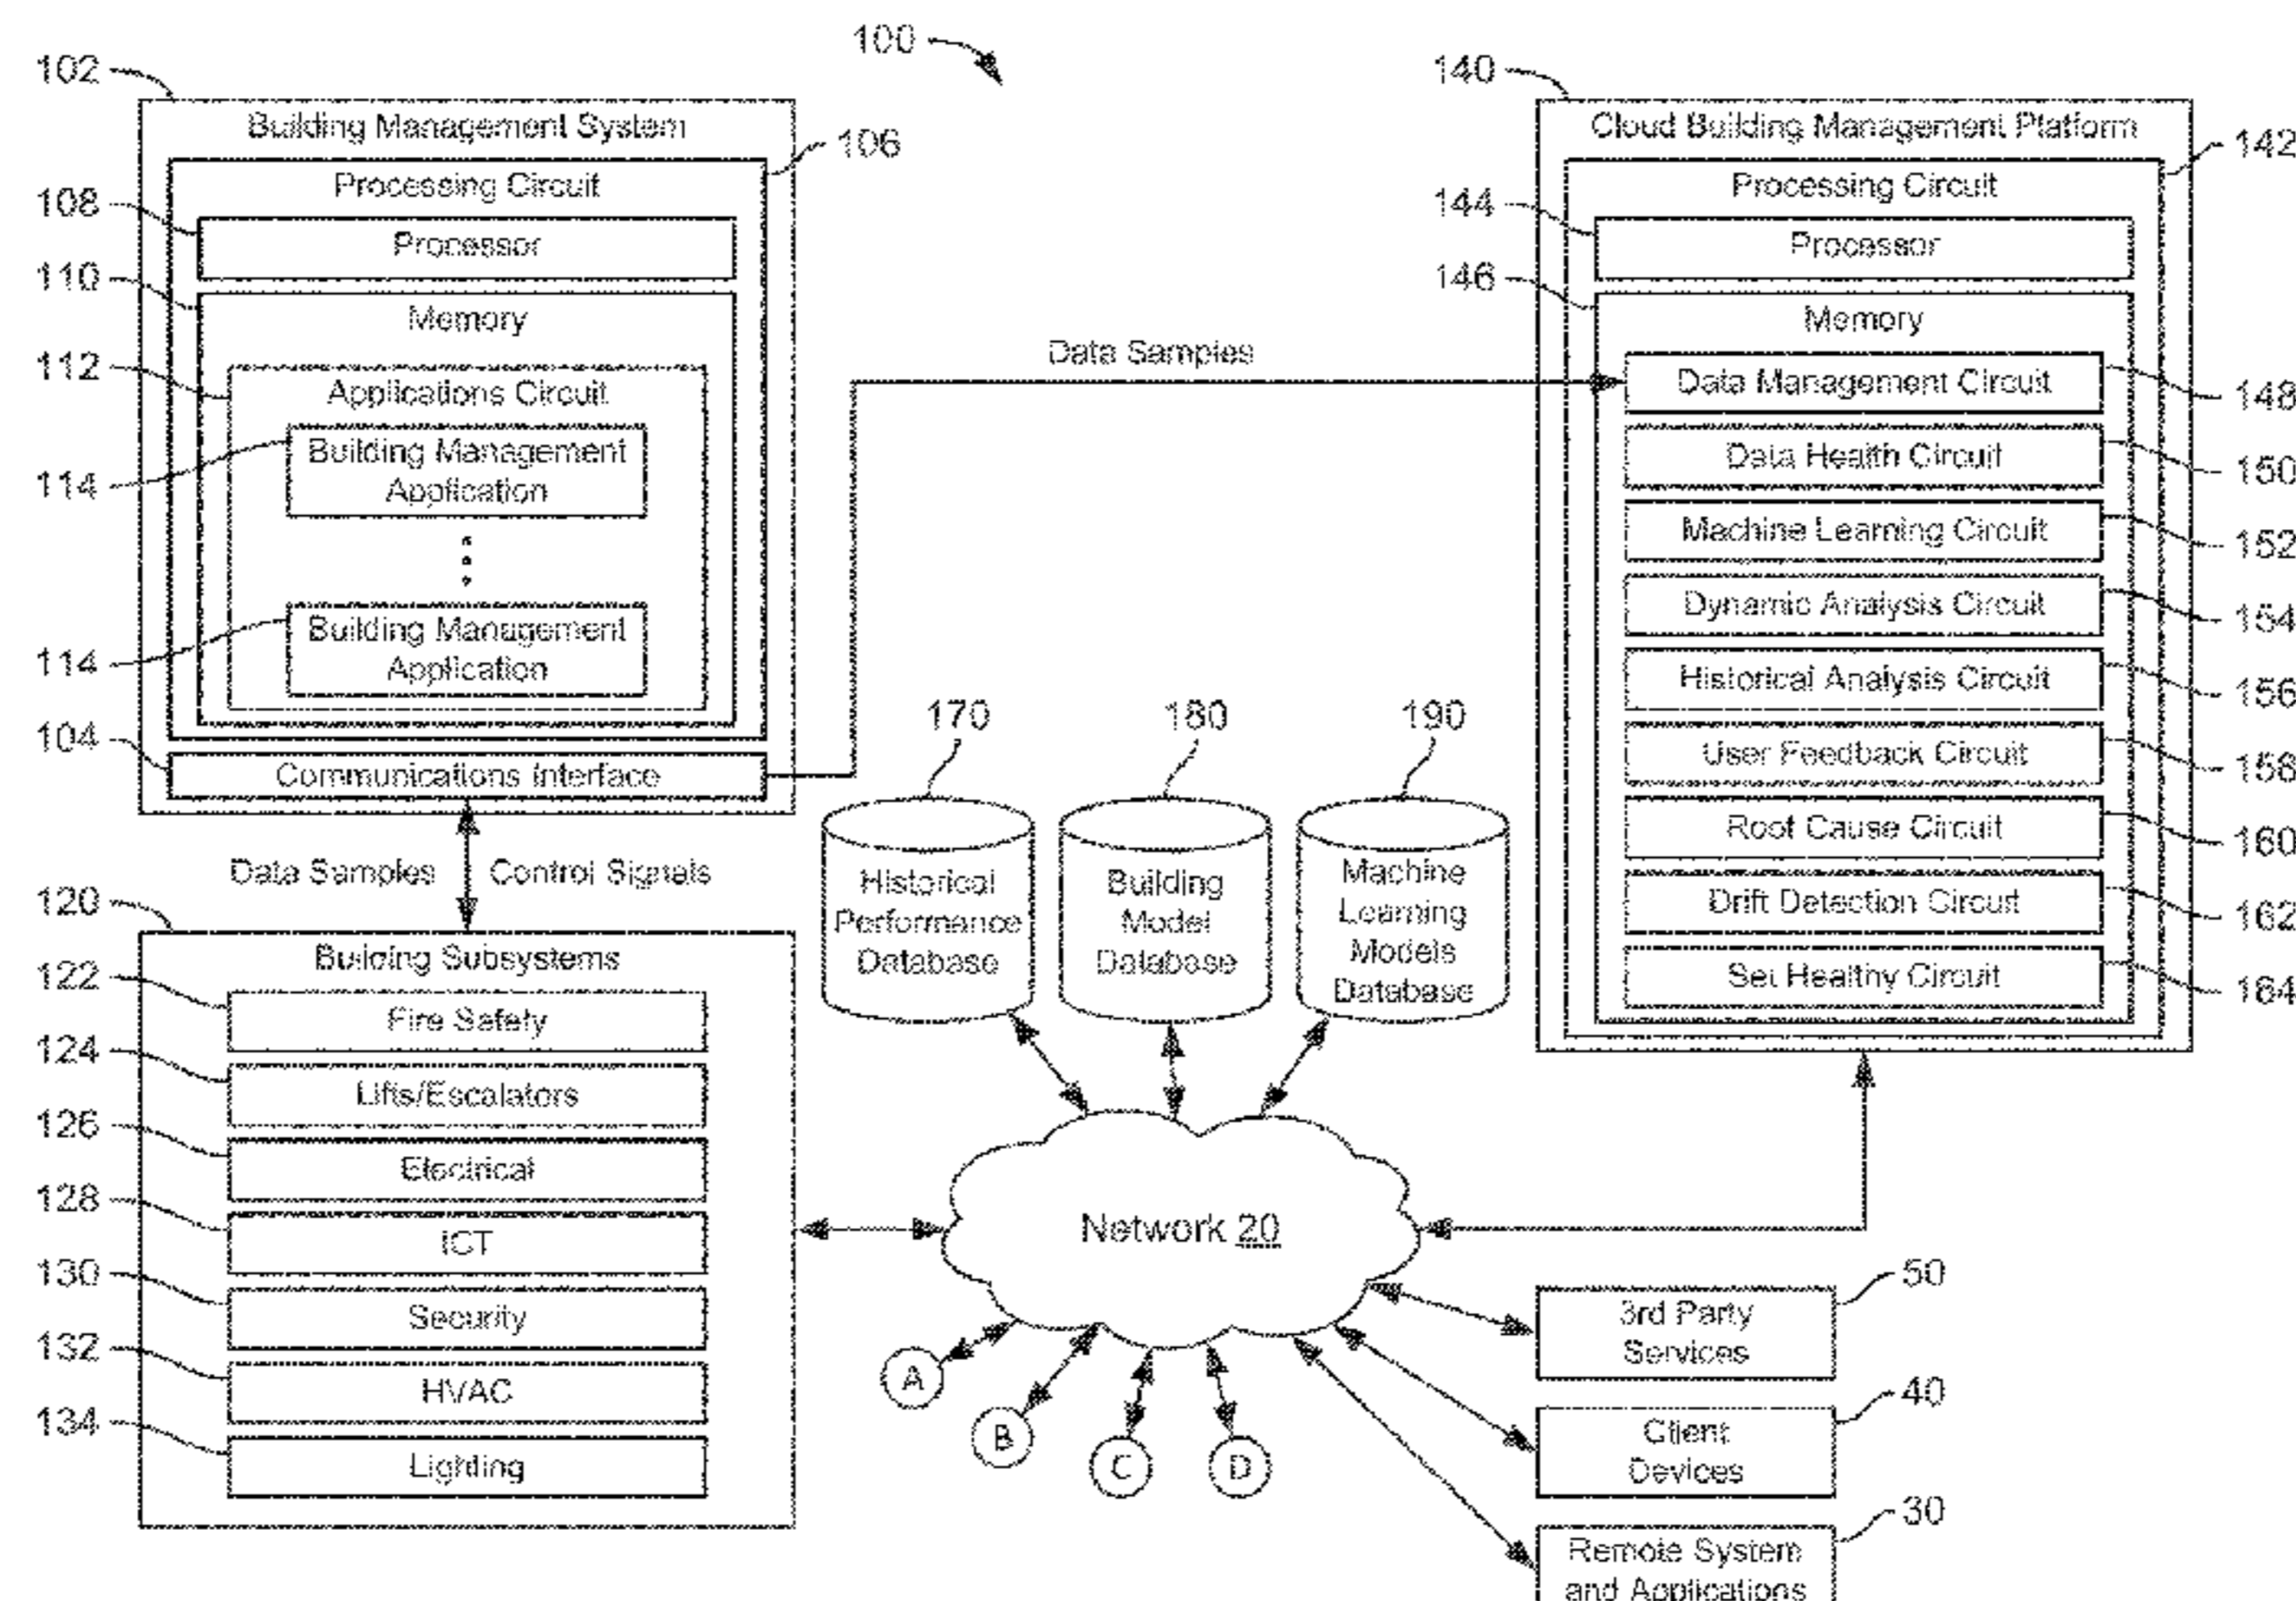 100
102
Building Management System
106
Processing Circuit
108
Processor
110
Memory
112
Applications Circuit
114
Building Management
Application
114
Building Management
Application
104
Communications Interface
Data Samples
Control Signals
120
Building Subsystems
122
Fire Safety
124
Lifts/Escalators
126
Electrical
128
ICT
130
Security
132
HVAC
134
Lighting
Data Samples
170
Historical
Performance
Database
180
Building
Model
Database
190
Machine
Learning
Models
Database
Network 20
A
B
C
D
140
Cloud Building Management Platform
142
Processing Circuit
144
Processor
146
Memory
Data Management Circuit
148
Data Health Circuit
150
Machine Learning Circuit
152
Dynamic Analysis Circuit
154
Historical Analysis Circuit
156
User Feedback Circuit
158
Root Cause Circuit
160
Drift Detection Circuit
162
Set Healthy Circuit
164
50
3rd Party
Services
40
Client
Devices
30
Remote System
and Applications